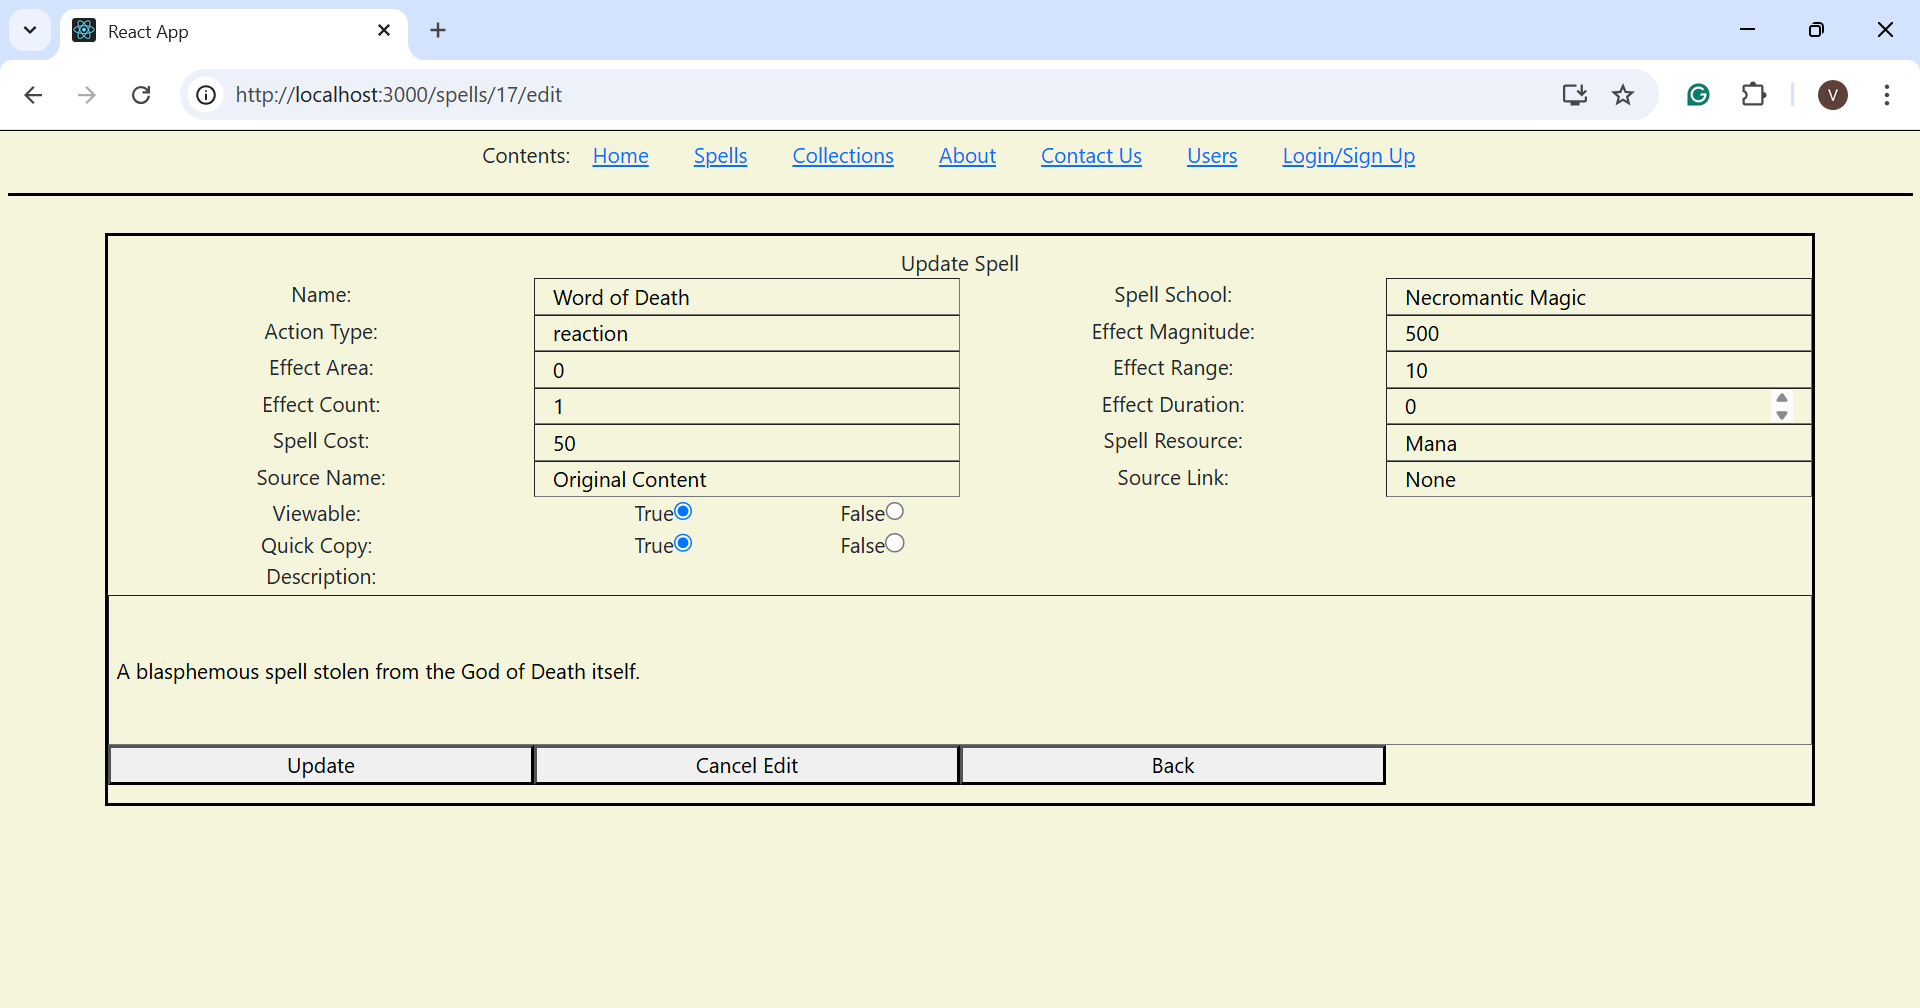 React App
http://localhost:3000/spells/17/edit
V
Contents: Home Spells Collections About Contact Us Users Login/Sign Up
Update Spell
Name: Word of Death Spell School: Necromantic Magic
Action Type: reaction Effect Magnitude: 500
Effect Area: 0 Effect Range: 10
Effect Count: 1 Effect Duration: 0
Spell Cost: 50 Spell Resource: Mana
Source Name: Original Content Source Link: None
Viewable: True False
Quick Copy: True False
Description:
A blasphemous spell stolen from the God of Death itself.
Update Cancel Edit Back